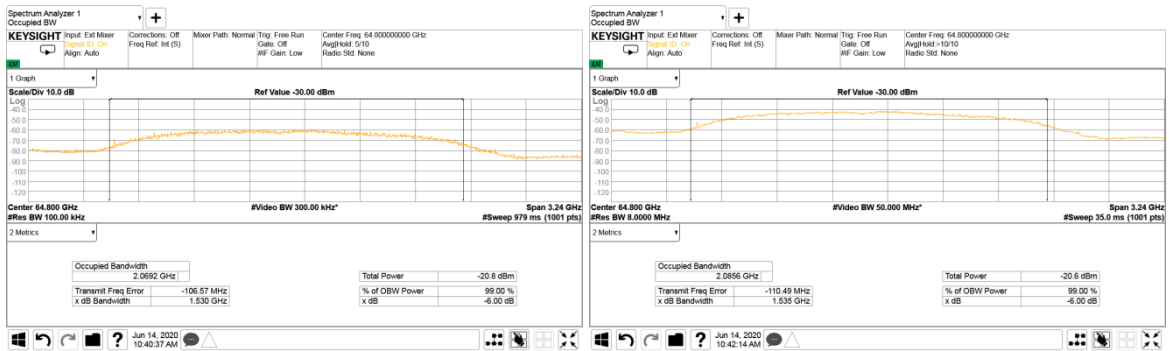 Spectrum Analyzer 1
Occupied BW
KEYSIGHT Input: Ext Mixer Corrections: Off Mixer Path: Normal Trig: Free Run Center Freq: 64.800000000 GHz
Signal ID: On Freq Ref: Int (S) Gate: Off Avg|Hold: 5/10
Align: Auto #IF Gain: Low Radio Std: None
1 Graph
Scale/Div 10.0 dB Ref Value -30.00 dBm
Log
-40.0
-50.0
-60.0
-70.0
-80.0
-90.0
-100
-110
-120
Center 64.800 GHz #Video BW 300.00 kHz* Span 3.24 GHz
#Res BW 100.00 kHz #Sweep 979 ms (1001 pts)
2 Metrics
Occupied Bandwidth
2.0692 GHz Total Power -20.8 dBm
Transmit Freq Error -106.57 MHz % of OBW Power 99.00 %
x dB Bandwidth 1.530 GHz x dB -6.00 dB
Jun 14, 2020
10:40:37 AM
Spectrum Analyzer 1
Occupied BW
KEYSIGHT Input: Ext Mixer Corrections: Off Mixer Path: Normal Trig: Free Run Center Freq: 64.800000000 GHz
Signal ID: On Freq Ref: Int (S) Gate: Off Avg|Hold:>10/10
Align: Auto #IF Gain: Low Radio Std: None
1 Graph
Scale/Div 10.0 dB Ref Value -30.00 dBm
Log
-40.0
-50.0
-60.0
-70.0
-80.0
-90.0
-100
-110
-120
Center 64.800 GHz #Video BW 50.000 MHz* Span 3.24 GHz
#Res BW 8.0000 MHz #Sweep 35.0 ms (1001 pts)
2 Metrics
Occupied Bandwidth
2.0856 GHz Total Power -20.6 dBm
Transmit Freq Error -110.49 MHz % of OBW Power 99.00 %
x dB Bandwidth 1.535 GHz x dB -6.00 dB
Jun 14, 2020
10:42:14 AM